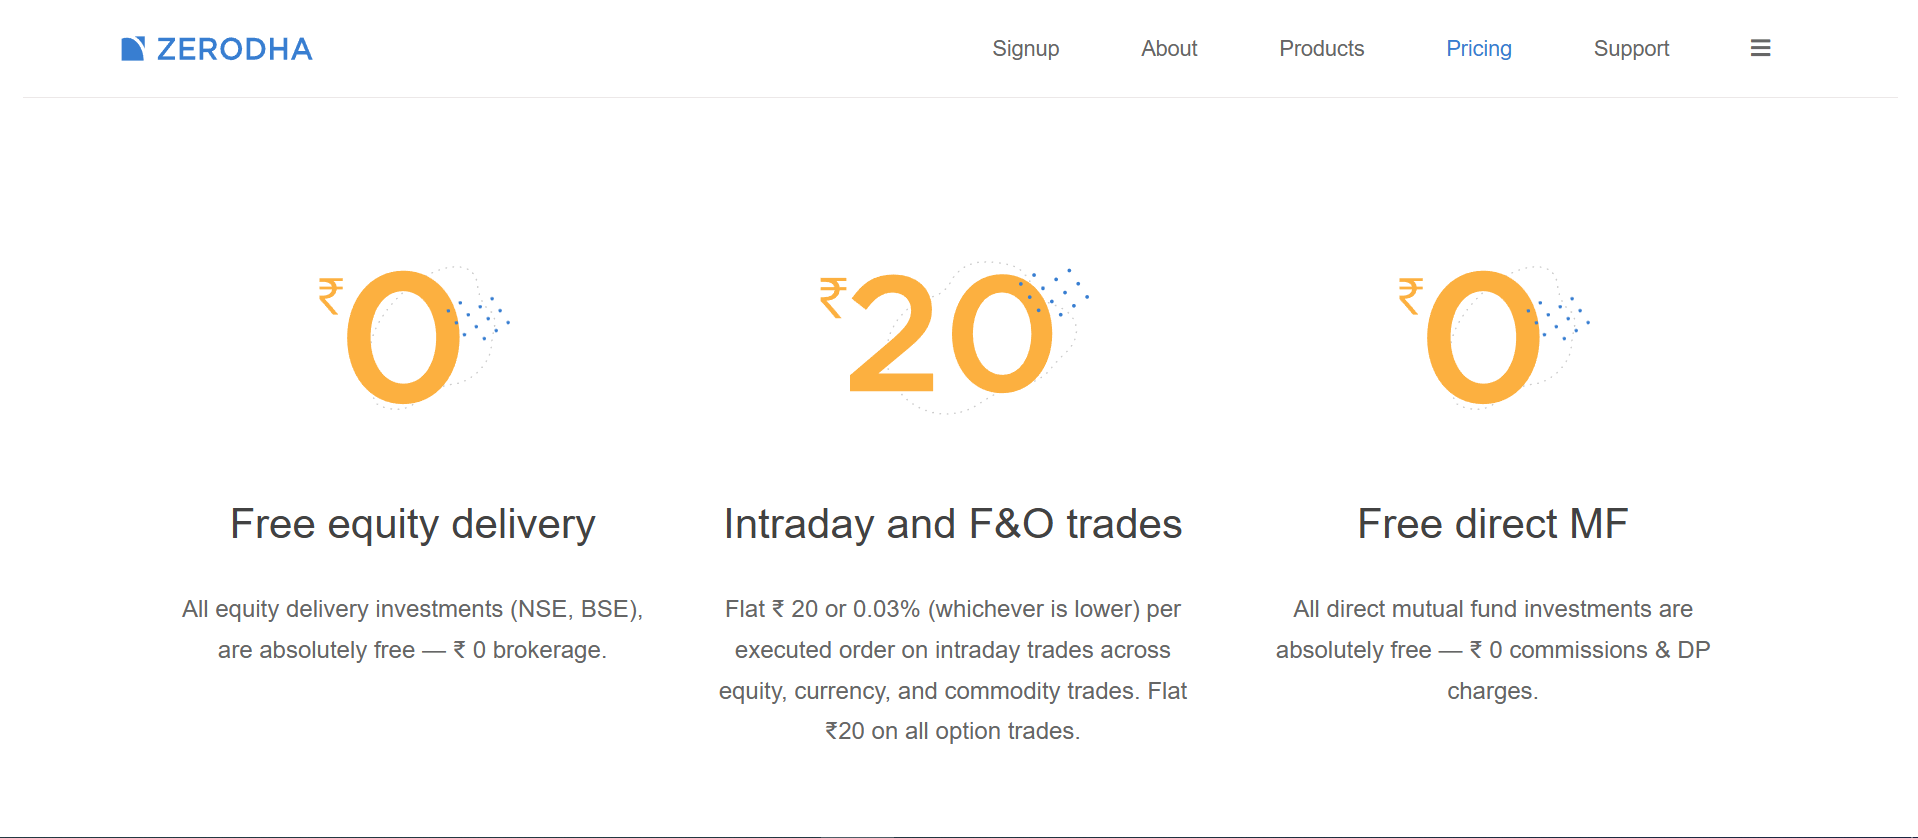 ZERODHA
Signup About Products Pricing Support
₹0
Free equity delivery
All equity delivery investments (NSE, BSE),
are absolutely free — ₹ 0 brokerage.
₹20
Intraday and F&O trades
Flat ₹ 20 or 0.03% (whichever is lower) per
executed order on intraday trades across
equity, currency, and commodity trades. Flat
₹20 on all option trades.
₹0
Free direct MF
All direct mutual fund investments are
absolutely free — ₹ 0 commissions & DP
charges.